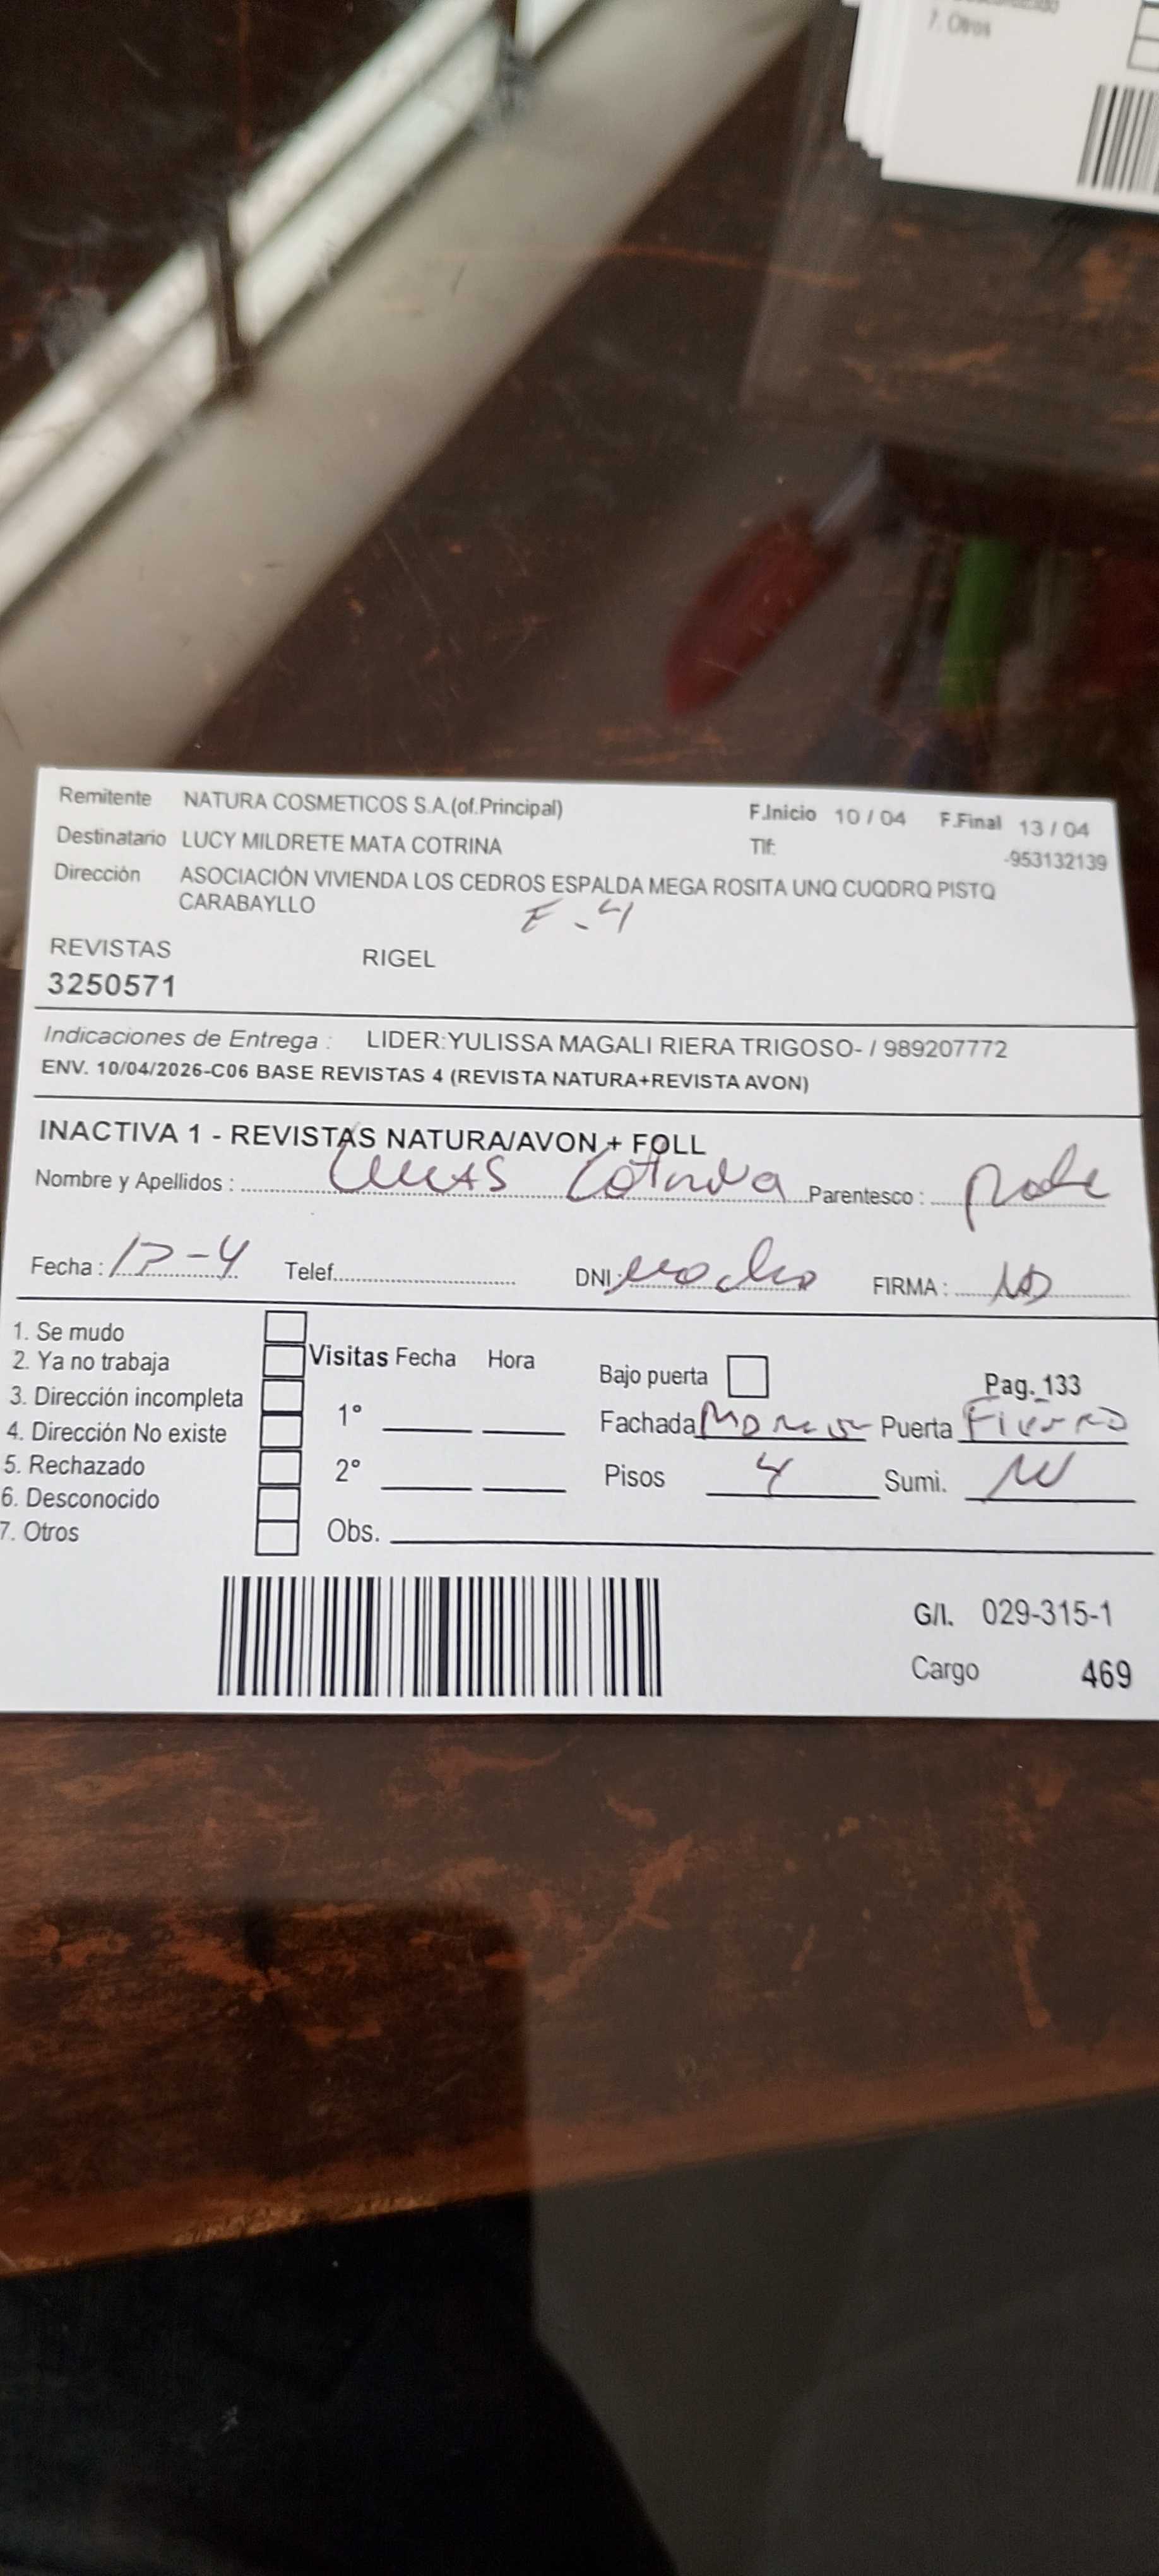 7. Otros
Remitente NATURA COSMETICOS S.A.(of.Principal) F.Inicio 10 / 04 F.Final 13 / 04
Destinatario LUCY MILDRETE MATA COTRINA Tlf: -953132139
Dirección ASOCIACIÓN VIVIENDA LOS CEDROS ESPALDA MEGA ROSITA UNQ CUQDRQ PISTQ
CARABAYLLO
REVISTAS RIGEL
3250571
Indicaciones de Entrega : LIDER:YULISSA MAGALI RIERA TRIGOSO- / 989207772
ENV. 10/04/2026-C06 BASE REVISTAS 4 (REVISTA NATURA+REVISTA AVON)
INACTIVA 1 - REVISTAS NATURA/AVON + FOLL
Nombre y Apellidos : Cotrina Parentesco :
Fecha : Telef. DNI: FIRMA :
1. Se mudo
2. Ya no trabaja Visitas Fecha Hora Bajo puerta Pag. 133
3. Dirección incompleta 1° Fachada Puerta Fierro
4. Dirección No existe
5. Rechazado 2° Pisos 4 Sumi.
6. Desconocido
7. Otros Obs.
G/I. 029-315-1
Cargo 469